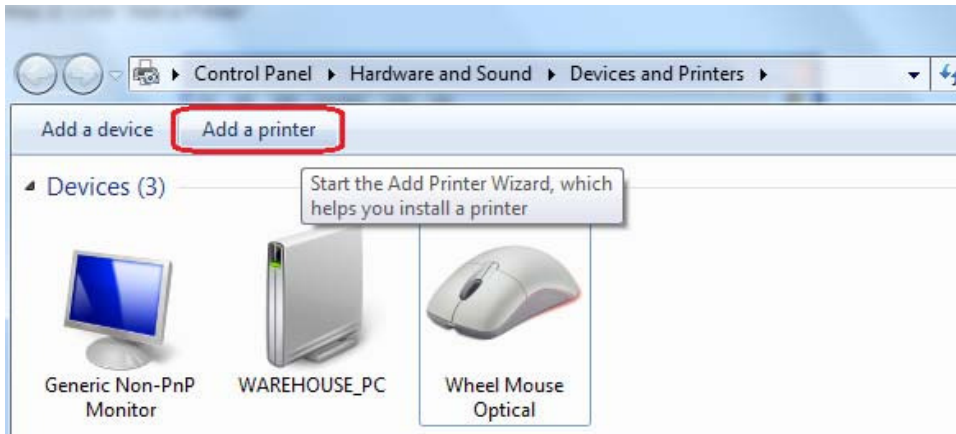 Control Panel ▸ Hardware and Sound ▸ Devices and Printers ▸
Add a device Add a printer
Devices (3)
Start the Add Printer Wizard, which
helps you install a printer
Generic Non-PnP
Monitor
WAREHOUSE_PC
Wheel Mouse
Optical